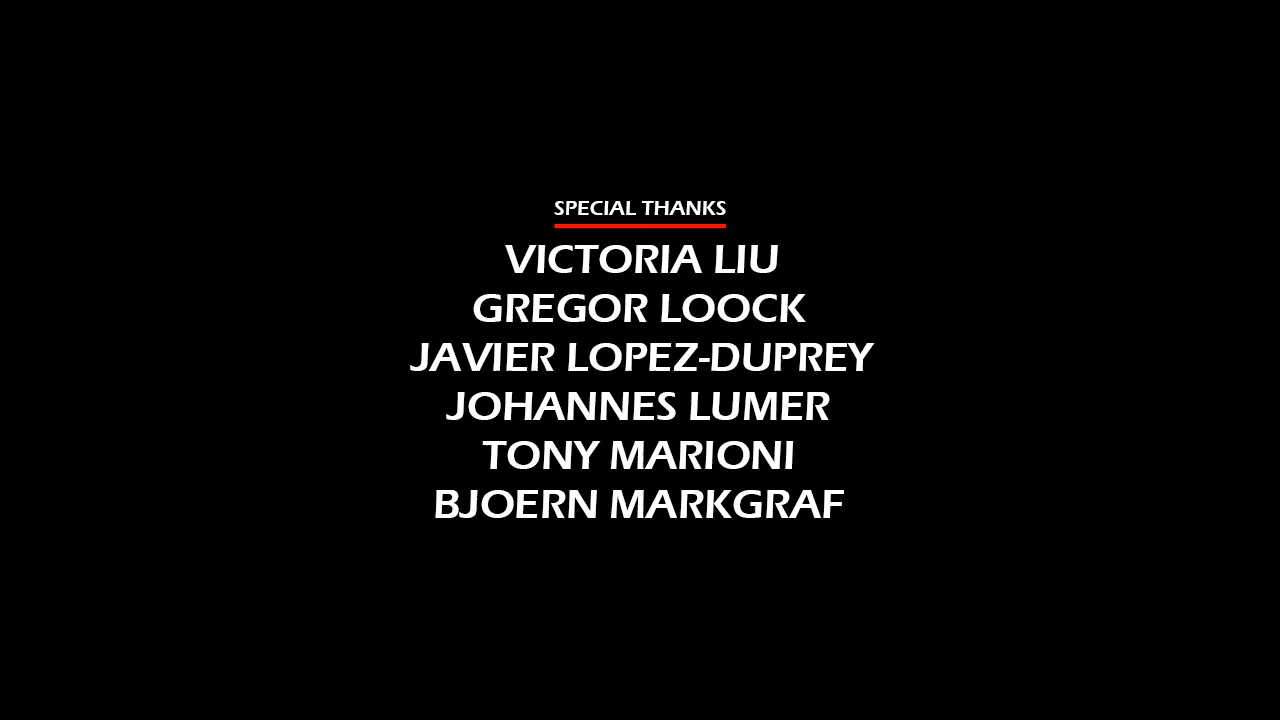 SPECIAL THANKS
VICTORIA LIU
GREGOR LOOCK
JAVIER LOPEZ-DUPREY
JOHANNES LUMER
TONY MARIONI
BJOERN MARKGRAF